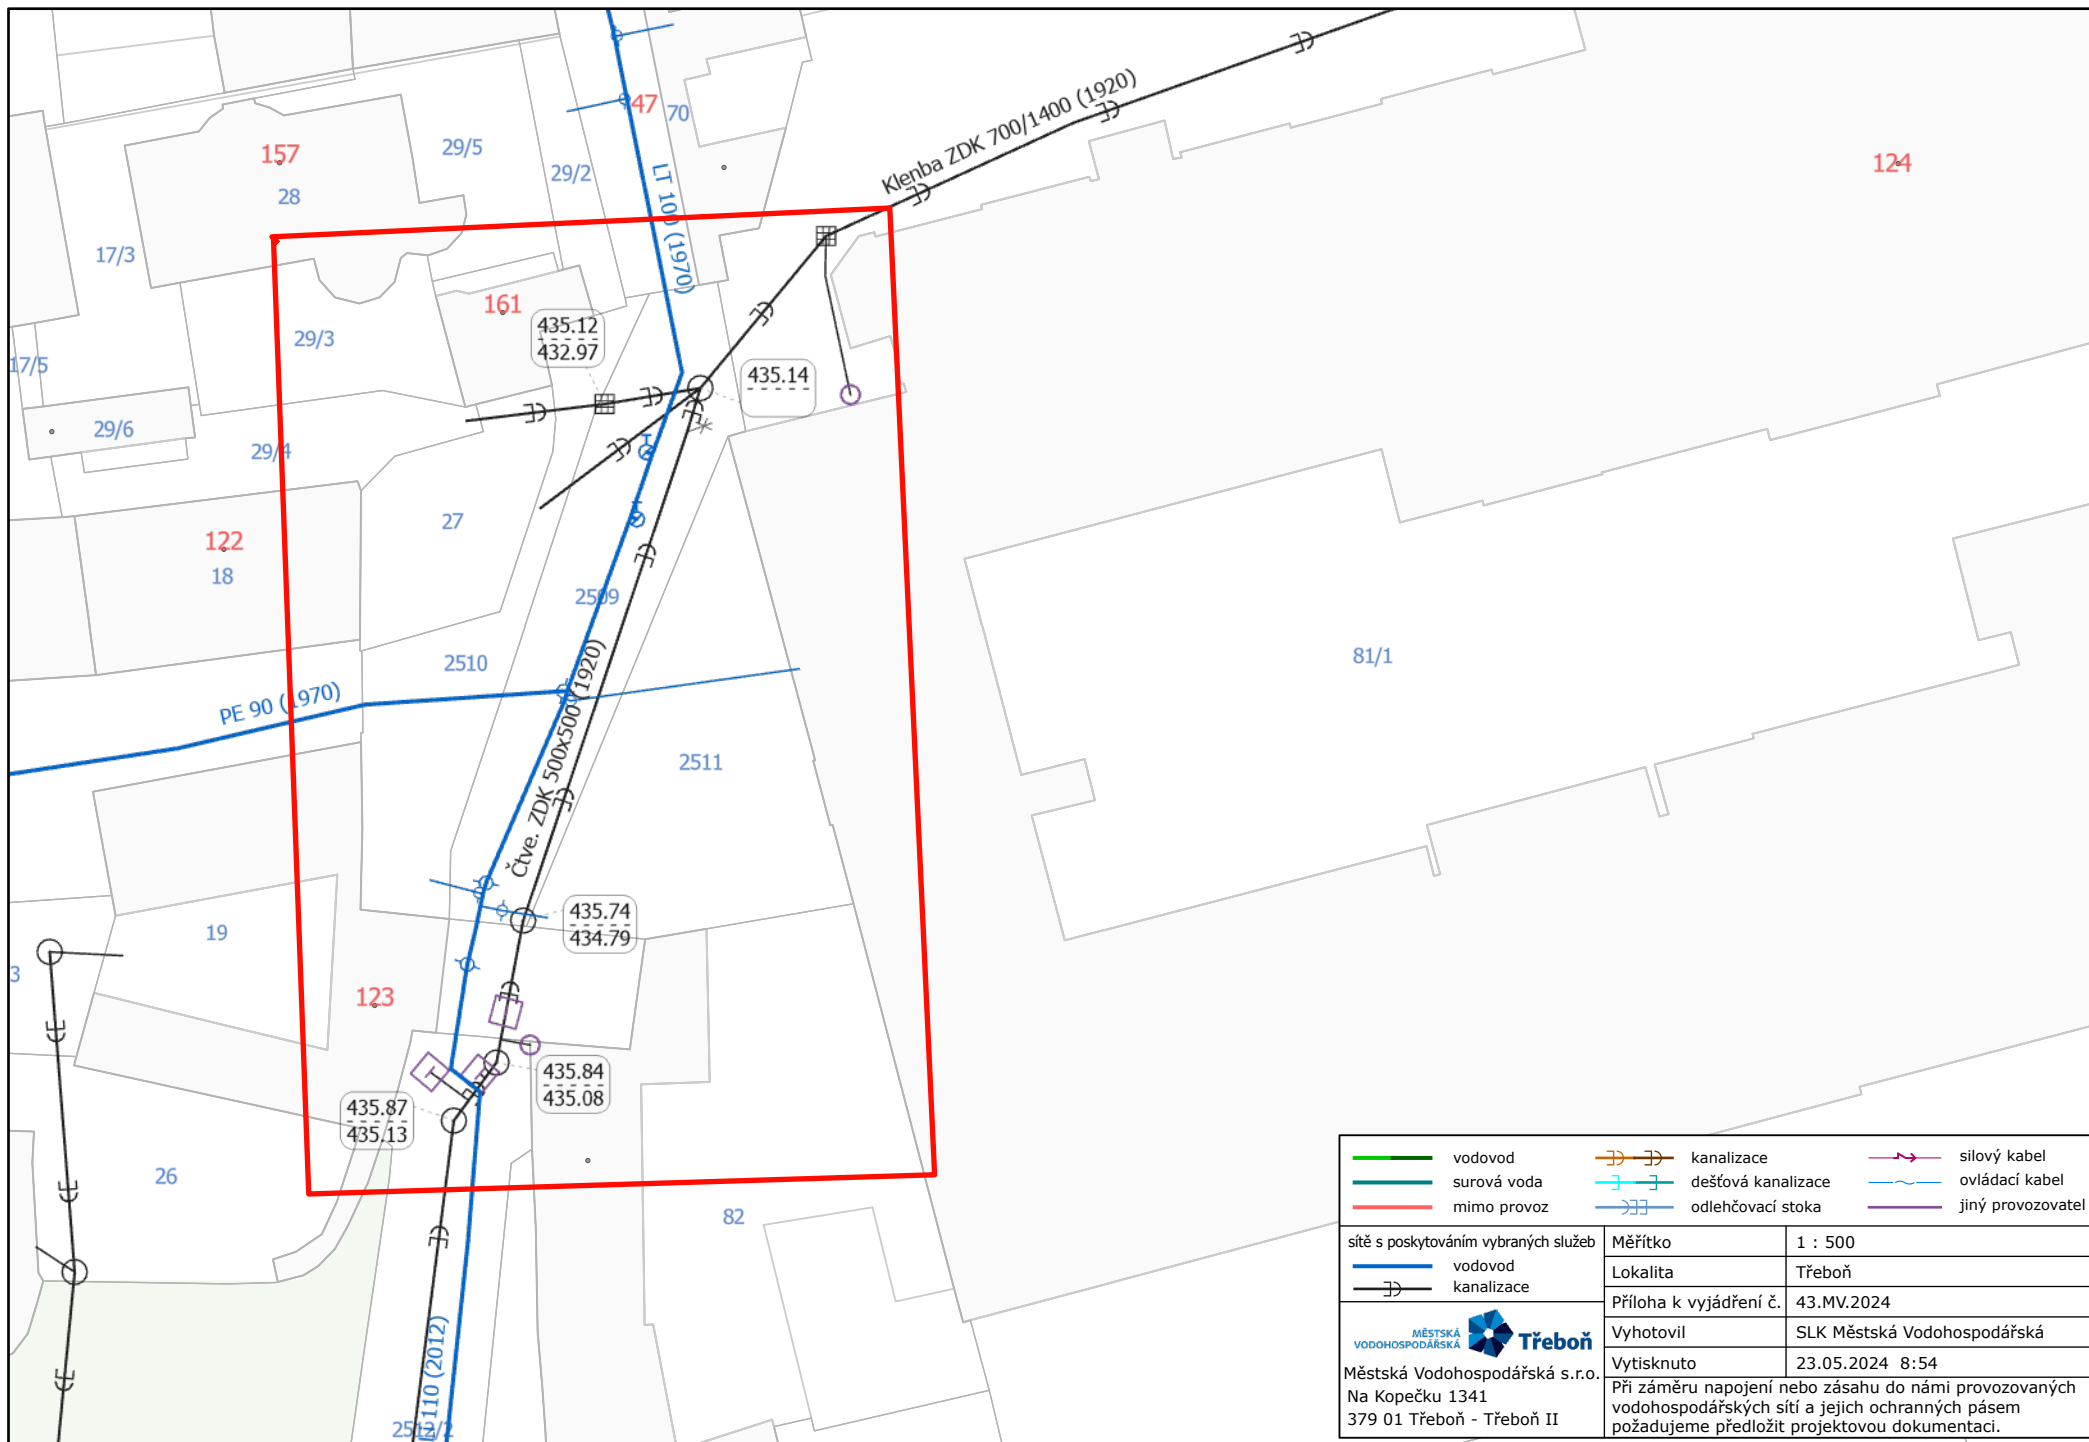 47
70
Klenba ZDK 700/1400 (1920)
157
28
29/5
29/2
124
LT 100 (1970)
17/3
161
29/3
435.12
432.97
435.14
17/5
29/6
29/4
27
122
18
2509
2510
81/1
PE 90 (1970)
Čtve. ZDK 500x500 (1920)
2511
435.74
434.79
19
3
123
435.84
435.08
435.87
435.13
26
82
110 (2012)
2512/2
vodovod
surová voda
mimo provoz
kanalizace
dešťová kanalizace
odlehčovací stoka
silový kabel
ovládací kabel
jiný provozovatel
sítě s poskytováním vybraných služeb
vodovod
kanalizace
MĚSTSKÁ
VODOHOSPODÁŘSKÁ
Třeboň
Městská Vodohospodářská s.r.o.
Na Kopečku 1341
379 01 Třeboň - Třeboň II
Měřítko 1 : 500
Lokalita Třeboň
Příloha k vyjádření č. 43.MV.2024
Vyhotovil SLK Městská Vodohospodářská
Vytisknuto 23.05.2024 8:54
Při záměru napojení nebo zásahu do námi provozovaných
vodohospodářských sítí a jejich ochranných pásem
požadujeme předložit projektovou dokumentaci.